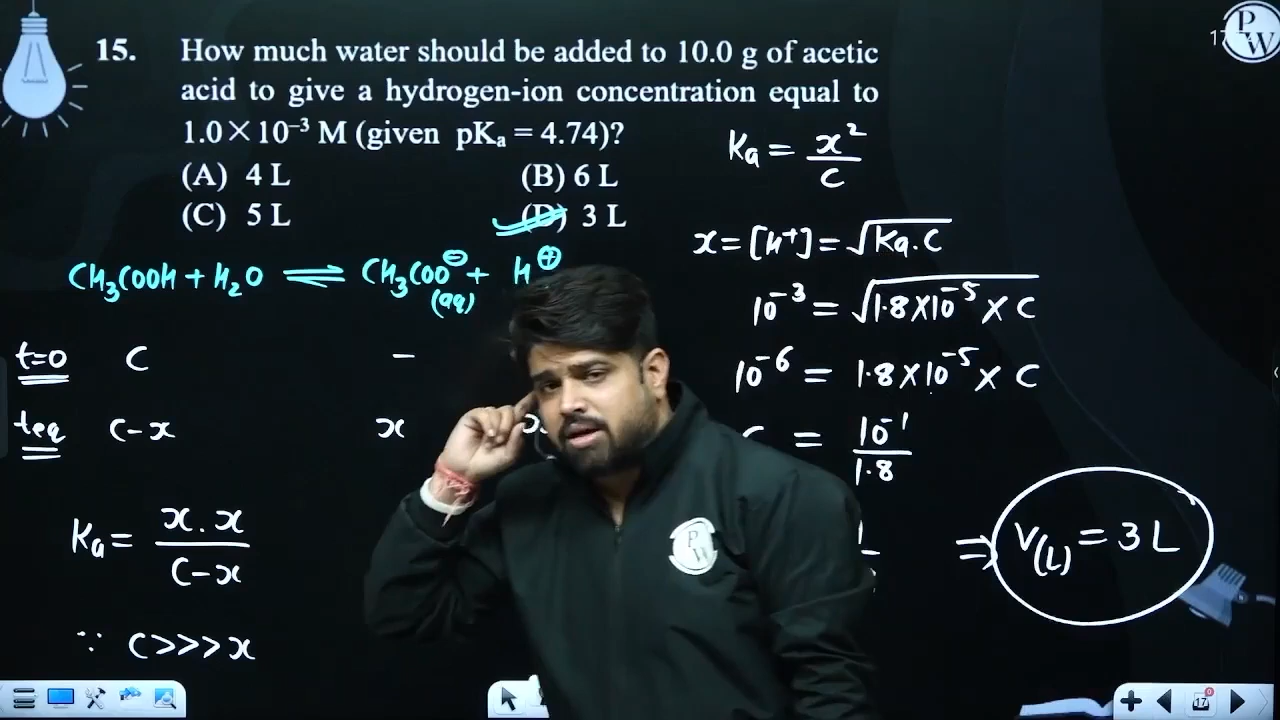 15. How much water should be added to 10.0 g of acetic
acid to give a hydrogen-ion concentration equal to
1.0×10⁻³ M (given pKₐ = 4.74)?
(A) 4 L (B) 6 L
(C) 5 L (D) 3 L
CH₃COOH + H₂O ⇌ CH₃COO⊖ + H⊕
(aq)
t=0 C –
teq C-x x
Ka = x.x / C-x
∵ C>>>x
Ka = x² / C
x = [H⁺] = √Ka.C
10⁻³ = √1.8×10⁻⁵ × C
10⁻⁶ = 1.8×10⁻⁵ × C
= 10⁻¹ / 1.8
⇒ V(L) = 3 L
PW
PW
17